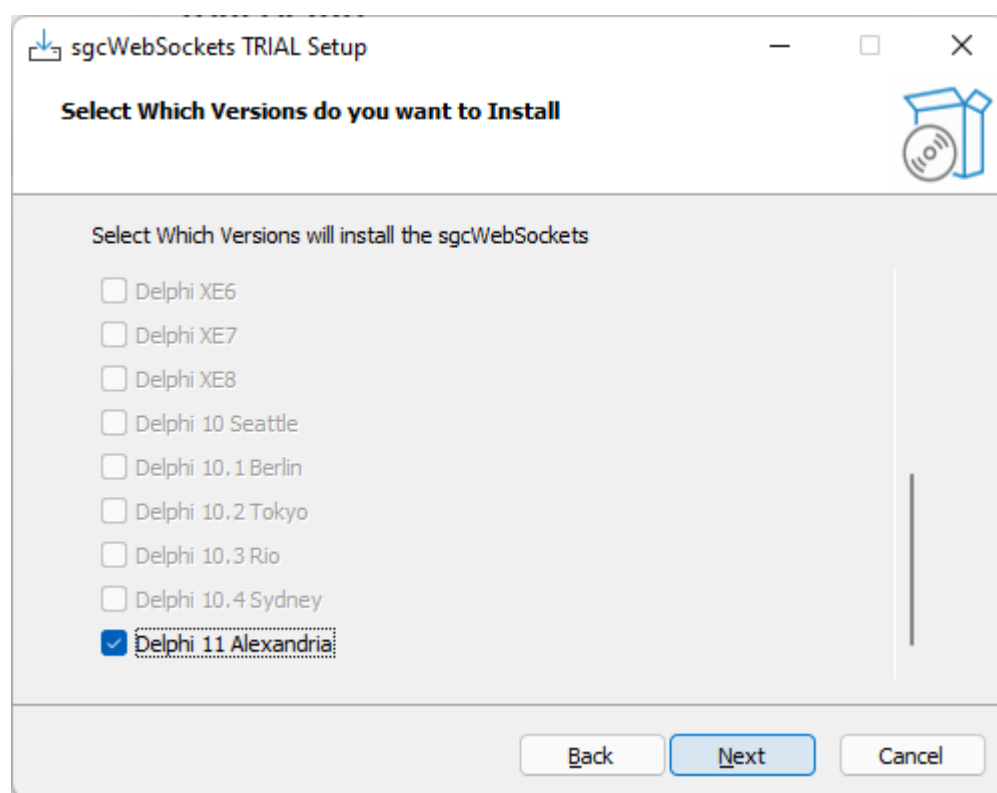 sgcWebSockets TRIAL Setup
Select Which Versions do you want to Install
Select Which Versions will install the sgcWebSockets
Delphi XE6
Delphi XE7
Delphi XE8
Delphi 10 Seattle
Delphi 10.1 Berlin
Delphi 10.2 Tokyo
Delphi 10.3 Rio
Delphi 10.4 Sydney
Delphi 11 Alexandria
Back Next Cancel